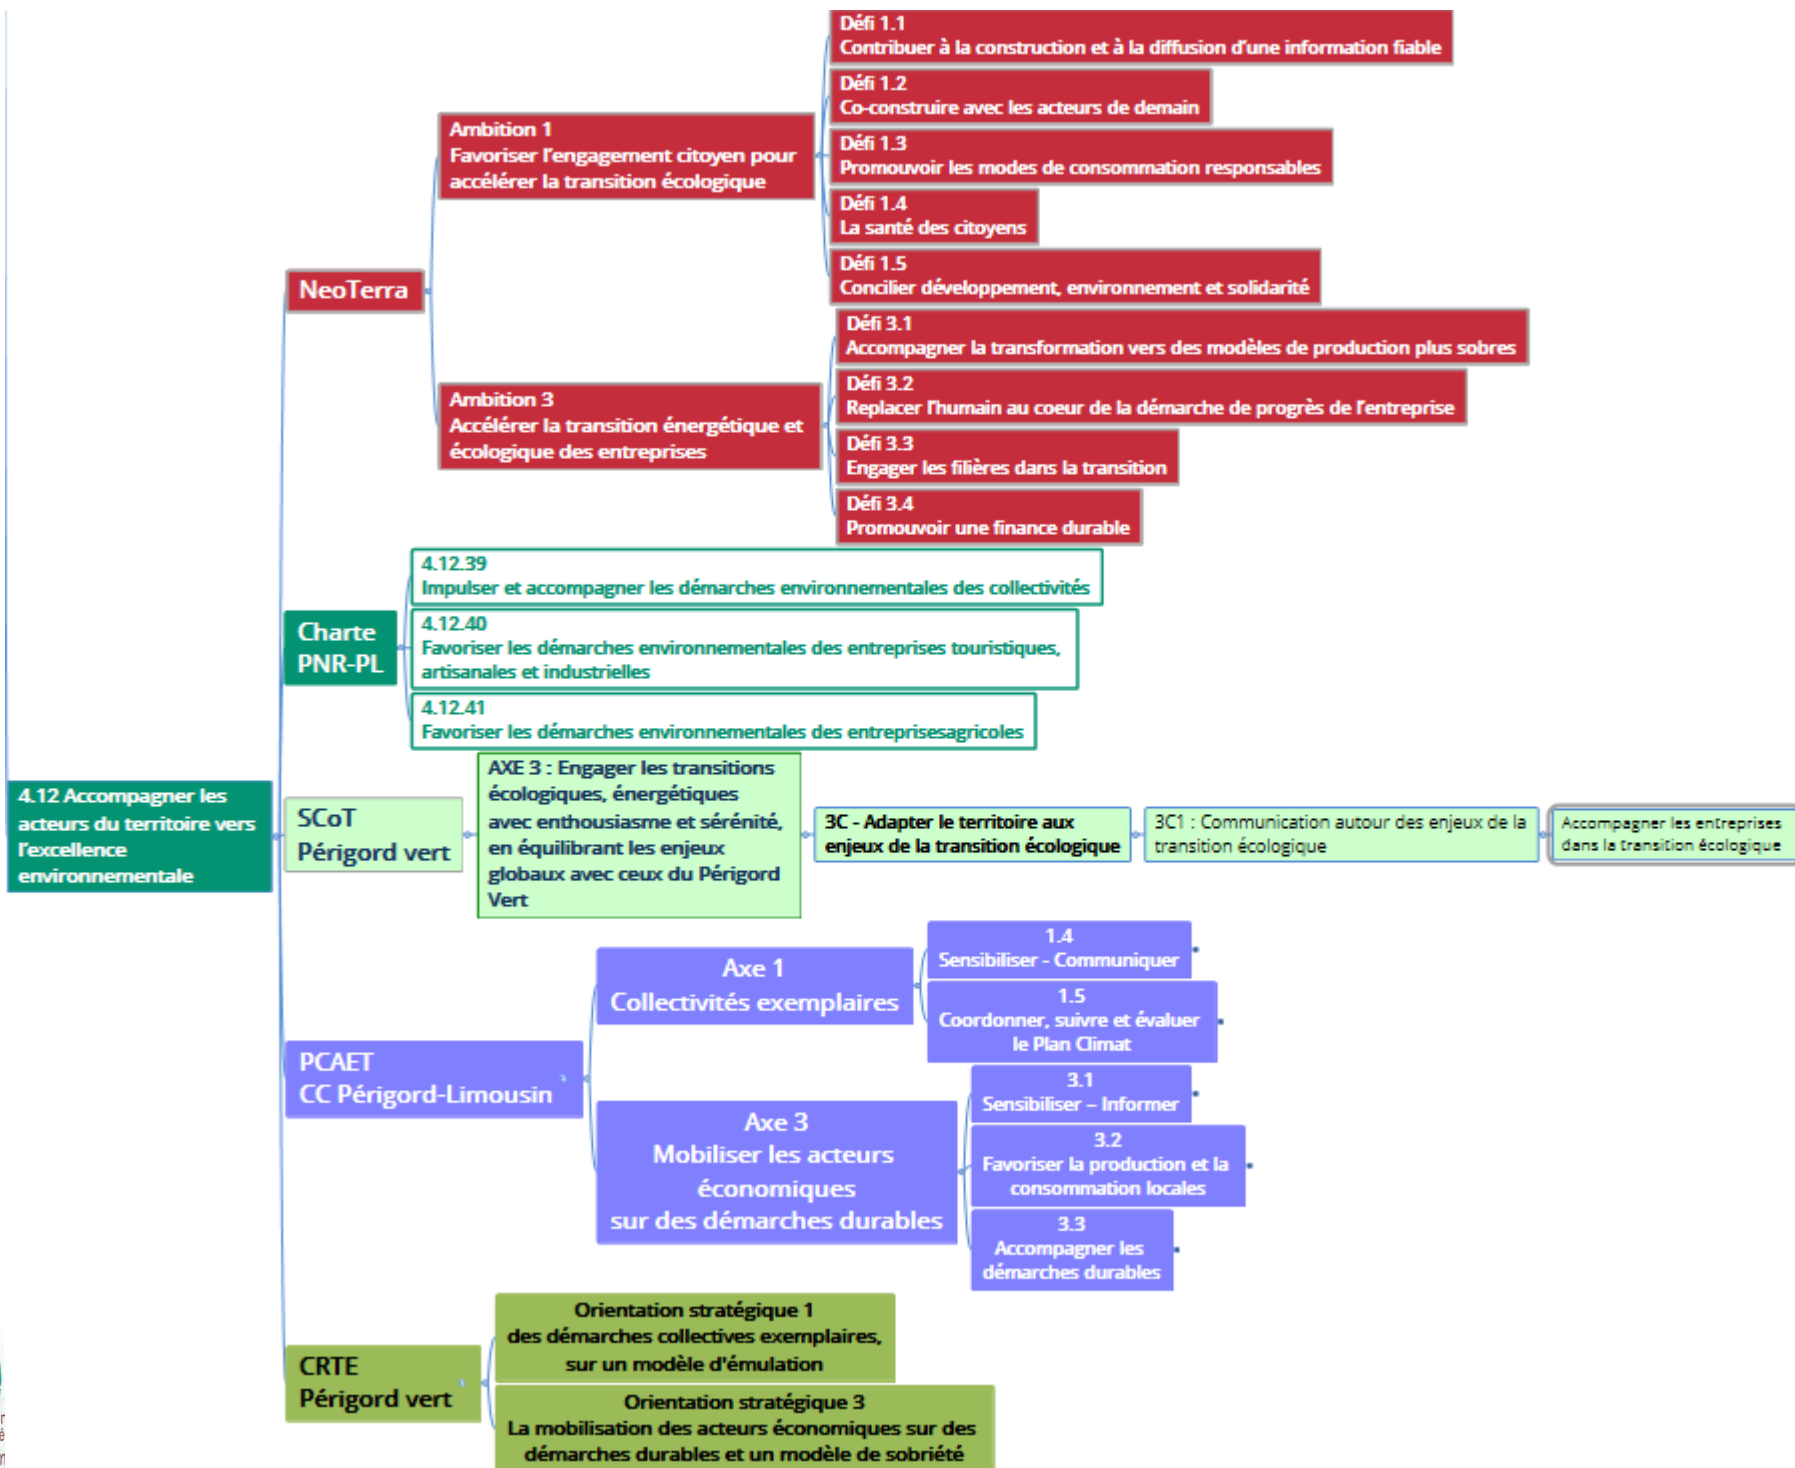 4.12 Accompagner les
acteurs du territoire vers
l'excellence
environnementale
NeoTerra
Ambition 1
Favoriser l'engagement citoyen pour
accélérer la transition écologique
Défi 1.1
Contribuer à la construction et à la diffusion d'une information fiable
Défi 1.2
Co-construire avec les acteurs de demain
Défi 1.3
Promouvoir les modes de consommation responsables
Défi 1.4
La santé des citoyens
Défi 1.5
Concilier développement, environnement et solidarité
Ambition 3
Accélérer la transition énergétique et
écologique des entreprises
Défi 3.1
Accompagner la transformation vers des modèles de production plus sobres
Défi 3.2
Replacer l'humain au coeur de la démarche de progrès de l'entreprise
Défi 3.3
Engager les filières dans la transition
Défi 3.4
Promouvoir une finance durable
Charte
PNR-PL
4.12.39
Impulser et accompagner les démarches environnementales des collectivités
4.12.40
Favoriser les démarches environnementales des entreprises touristiques,
artisanales et industrielles
4.12.41
Favoriser les démarches environnementales des entreprisesagricoles
SCoT
Périgord vert
AXE 3 : Engager les transitions
écologiques, énergétiques
avec enthousiasme et sérénité,
en équilibrant les enjeux
globaux avec ceux du Périgord
Vert
3C - Adapter le territoire aux
enjeux de la transition écologique
3C1 : Communication autour des enjeux de la
transition écologique
Accompagner les entreprises
dans la transition écologique
PCAET
CC Périgord-Limousin
Axe 1
Collectivités exemplaires
1.4
Sensibiliser - Communiquer
1.5
Coordonner, suivre et évaluer
le Plan Climat
Axe 3
Mobiliser les acteurs
économiques
sur des démarches durables
3.1
Sensibiliser – Informer
3.2
Favoriser la production et la
consommation locales
3.3
Accompagner les
démarches durables
CRTE
Périgord vert
Orientation stratégique 1
des démarches collectives exemplaires,
sur un modèle d'émulation
Orientation stratégique 3
La mobilisation des acteurs économiques sur des
démarches durables et un modèle de sobriété